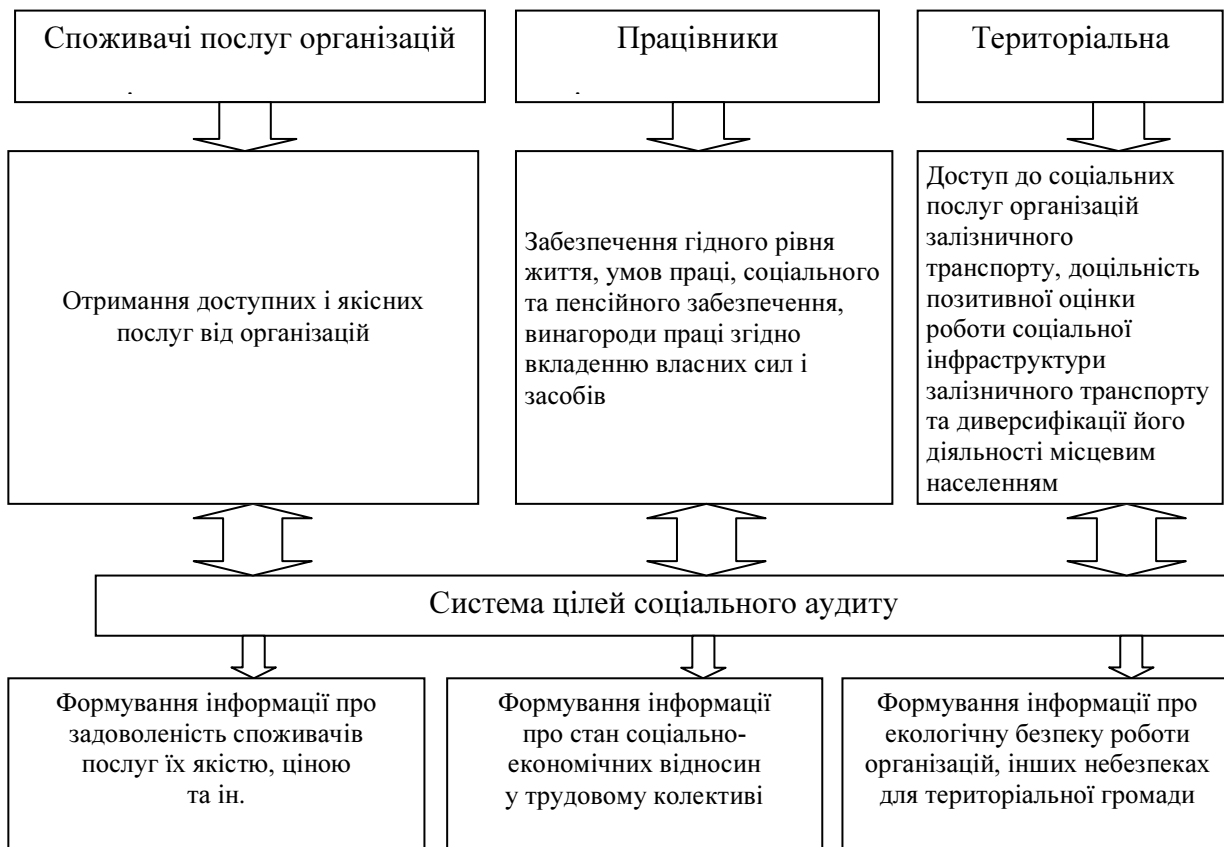 Споживачі послуг організацій
Працівники
Територіальна
Отримання доступних і якісних
послуг від організацій
Забезпечення гідного рівня
життя, умов праці, соціального
та пенсійного забезпечення,
винагороди праці згідно
вкладенню власних сил і
засобів
Доступ до соціальних
послуг організацій
залізничного
транспорту, доцільність
позитивної оцінки
роботи соціальної
інфраструктури
залізничного транспорту
та диверсифікації його
діяльності місцевим
населенням
Система цілей соціального аудиту
Формування інформації про
задоволеність споживачів
послуг їх якістю, ціною
та ін.
Формування інформації
про стан соціально-
економічних відносин
у трудовому колективі
Формування інформації про
екологічну безпеку роботи
організацій, інших небезпеках
для територіальної громади